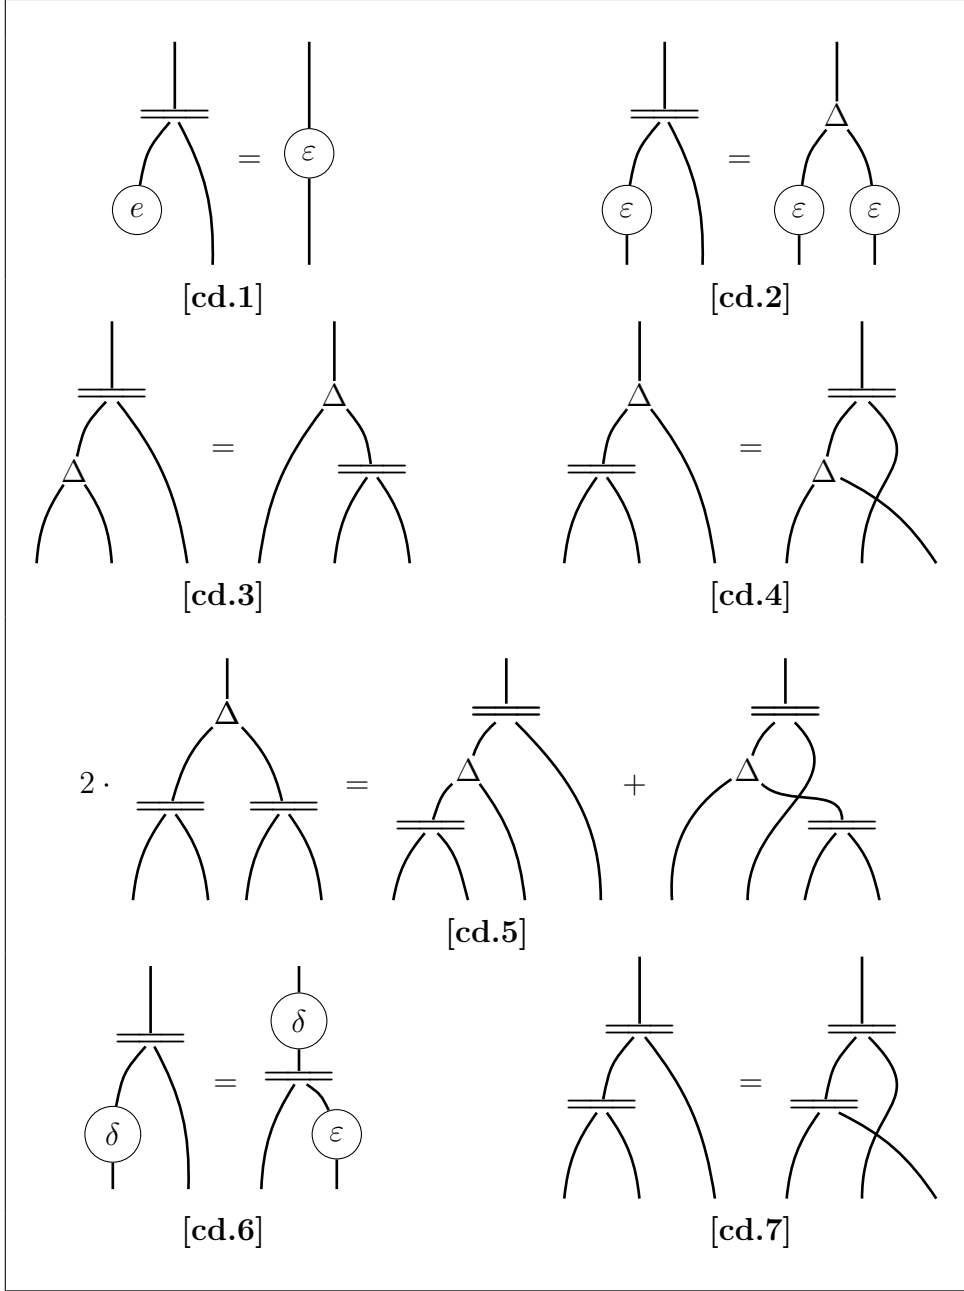 e = ε
ε = Δ ε ε
[cd.1] [cd.2]
Δ = Δ
Δ = Δ
[cd.3] [cd.4]
2 · Δ = Δ + Δ
[cd.5]
δ = δ ε
=
[cd.6] [cd.7]